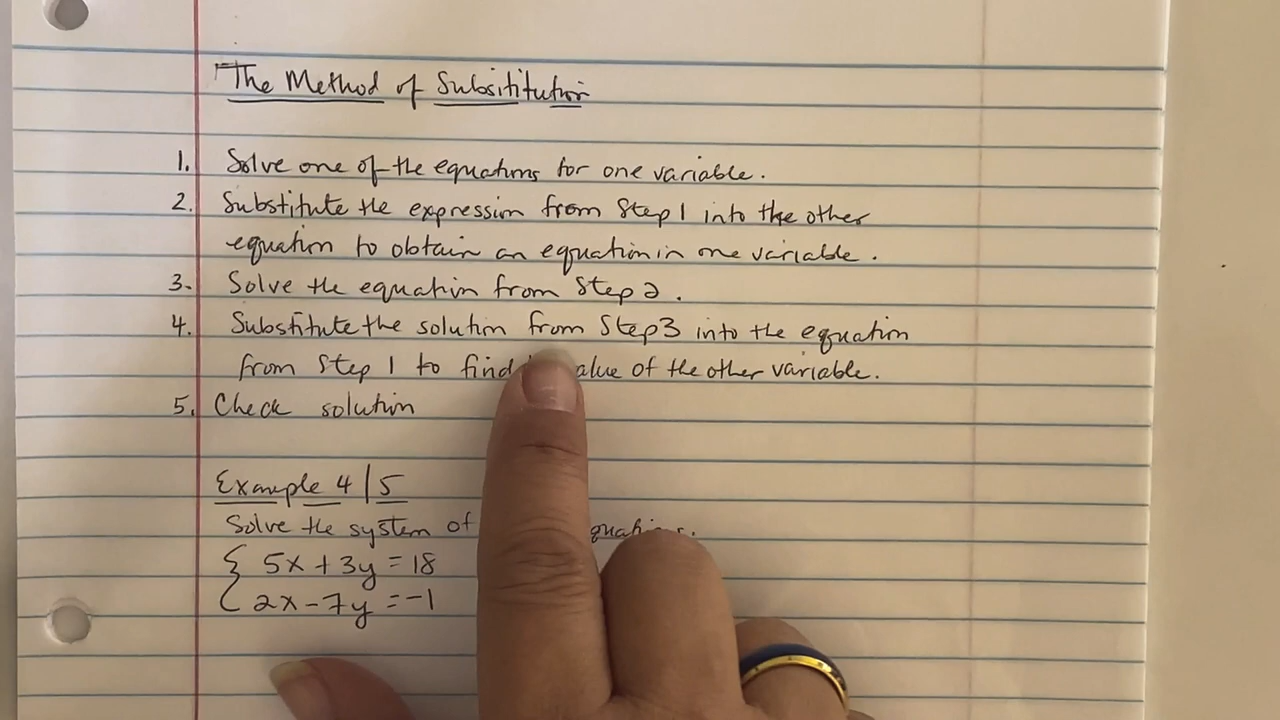 The Method of Subsititution
1. Solve one of the equations for one variable.
2. Substitute the expression from Step 1 into the other
equation to obtain an equation in one variable.
3. Solve the equation from Step 2.
4. Substitute the solution from Step 3 into the equation
from Step 1 to find value of the other variable.
5. Check solution
Example 4/5
Solve the system of equations.
{ 5x + 3y = 18
2x - 7y = -1